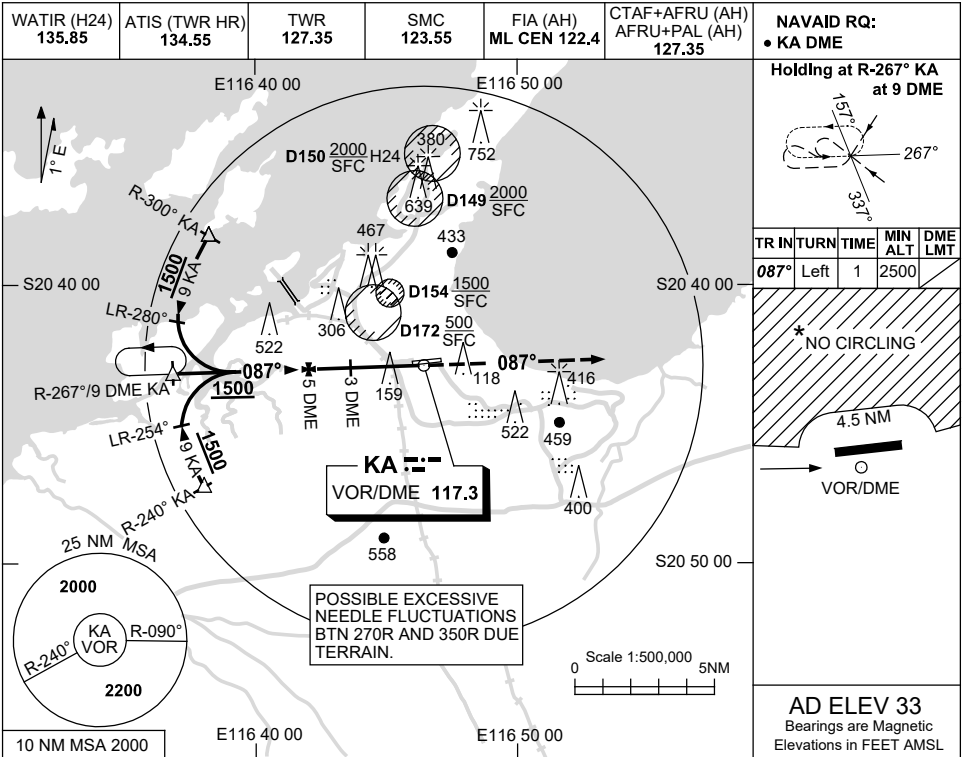 WATIR (H24)
135.85
ATIS (TWR HR)
134.55
TWR
127.35
SMC
123.55
FIA (AH)
ML CEN 122.4
CTAF+AFRU (AH)
AFRU+PAL (AH)
127.35
NAVAID RQ:
• KA DME
Holding at R-267° KA
at 9 DME
157°
267°
337°
TR IN
TURN
TIME
MIN
ALT
DME
LMT
087°
Left
1
2500
*
NO CIRCLING
4.5 NM
VOR/DME
AD ELEV 33
Bearings are Magnetic
Elevations in FEET AMSL
E116 40 00
E116 50 00
1° E
D150 2000
SFC
H24
380
752
639
D149 2000
SFC
R-300° KA
467
433
1500
9 KA
S20 40 00
S20 40 00
LR-280°
D154 1500
SFC
306
522
D172 500
SFC
087°
1500
5 DME
3 DME
159
118
087°
416
R-267°/9 DME KA
522
459
LR-254°
1500
9 KA
R-240° KA
KA
VOR/DME 117.3
400
558
S20 50 00
25 NM MSA
2000
KA
VOR
R-090°
R-240°
2200
POSSIBLE EXCESSIVE
NEEDLE FLUCTUATIONS
BTN 270R AND 350R DUE
TERRAIN.
Scale 1:500,000
0
5NM
10 NM MSA 2000
E116 40 00
E116 50 00